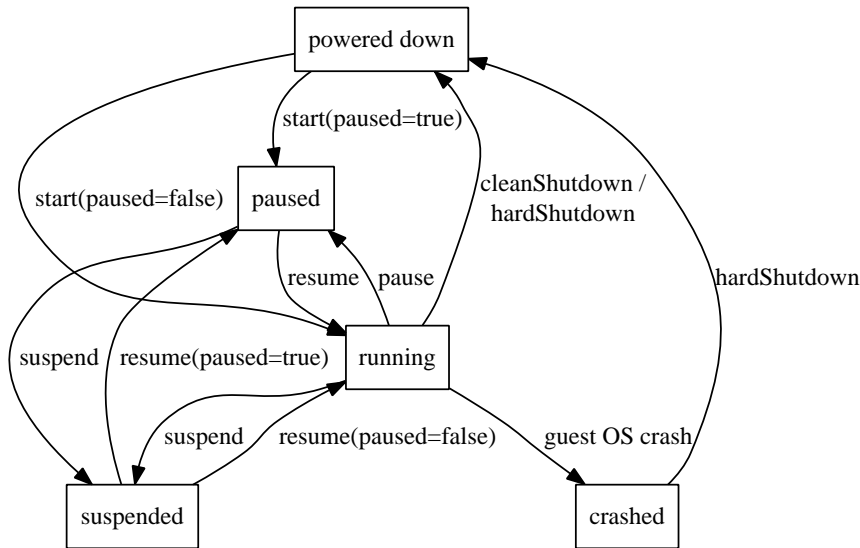 powered down
start(paused=true)
cleanShutdown /
hardShutdown
start(paused=false)
paused
hardShutdown
resume
pause
suspend
resume(paused=true)
running
suspend
resume(paused=false)
guest OS crash
suspended
crashed